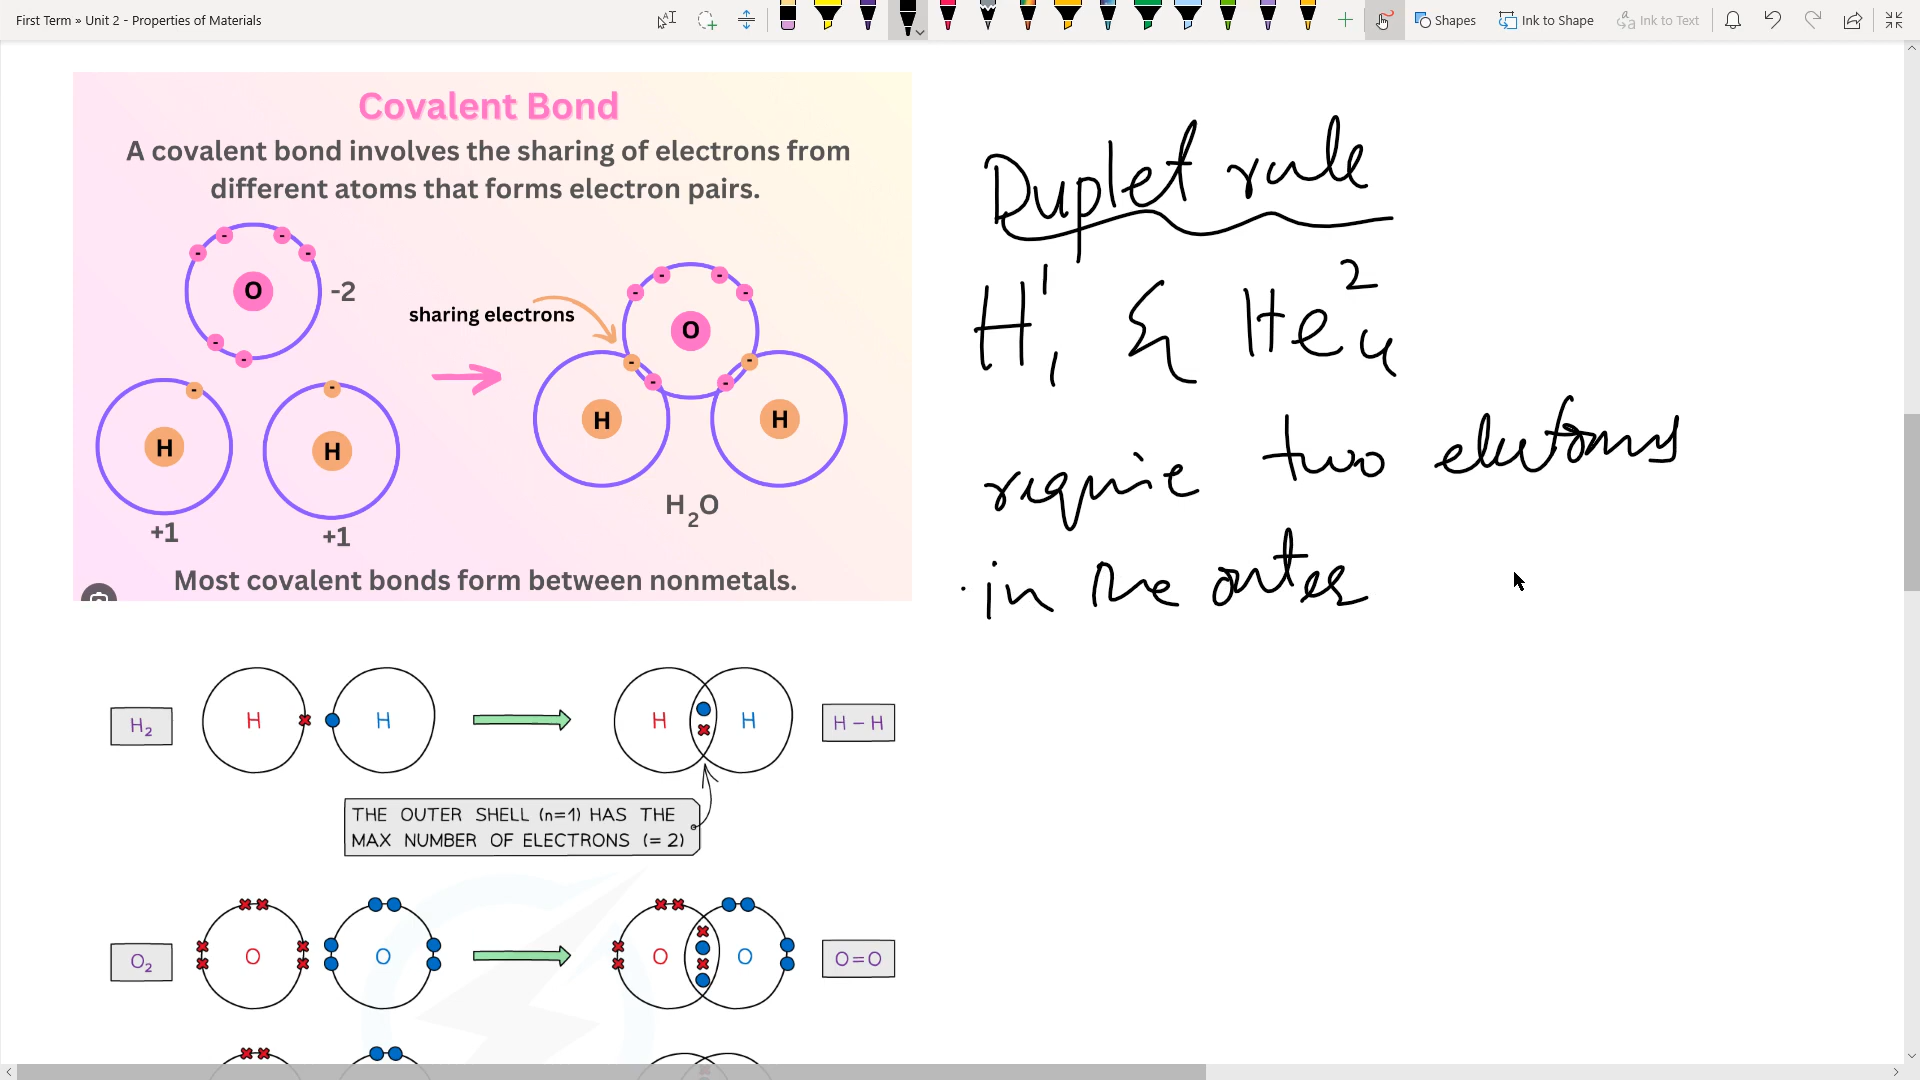 First Term » Unit 2 - Properties of Materials
Shapes
Ink to Shape
Ink to Text
Covalent Bond
A covalent bond involves the sharing of electrons from
different atoms that forms electron pairs.
O
-2
sharing electrons
O
H
H
H
H
+1
+1
H₂O
Most covalent bonds form between nonmetals.
Duplet rule
H¹₁ & He²₄
require two
in the outer
H₂
H
H
H
H
H – H
THE OUTER SHELL (n=1) HAS THE
MAX NUMBER OF ELECTRONS (= 2)
O₂
O
O
O
O
O=O